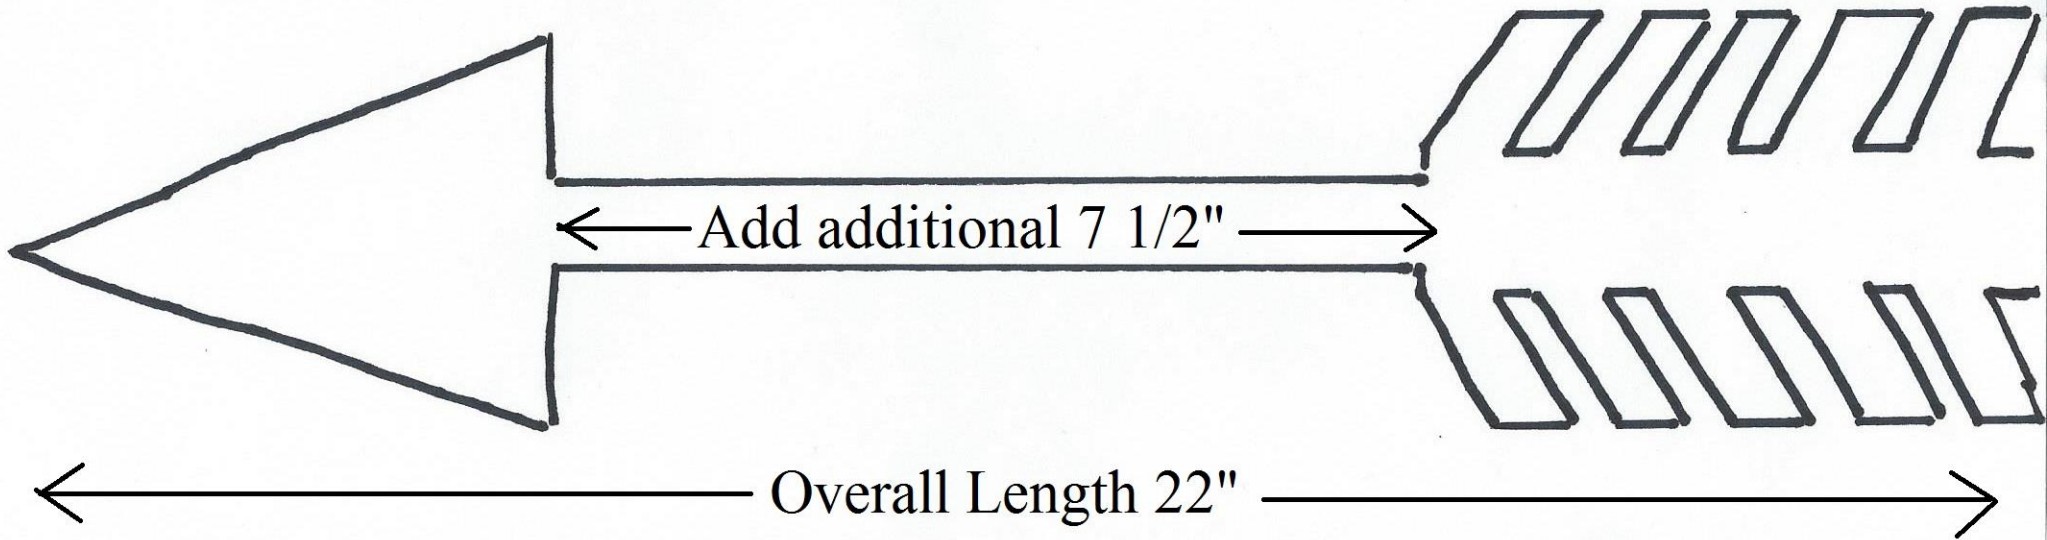 Add additional 7 1/2"
Overall Length 22"